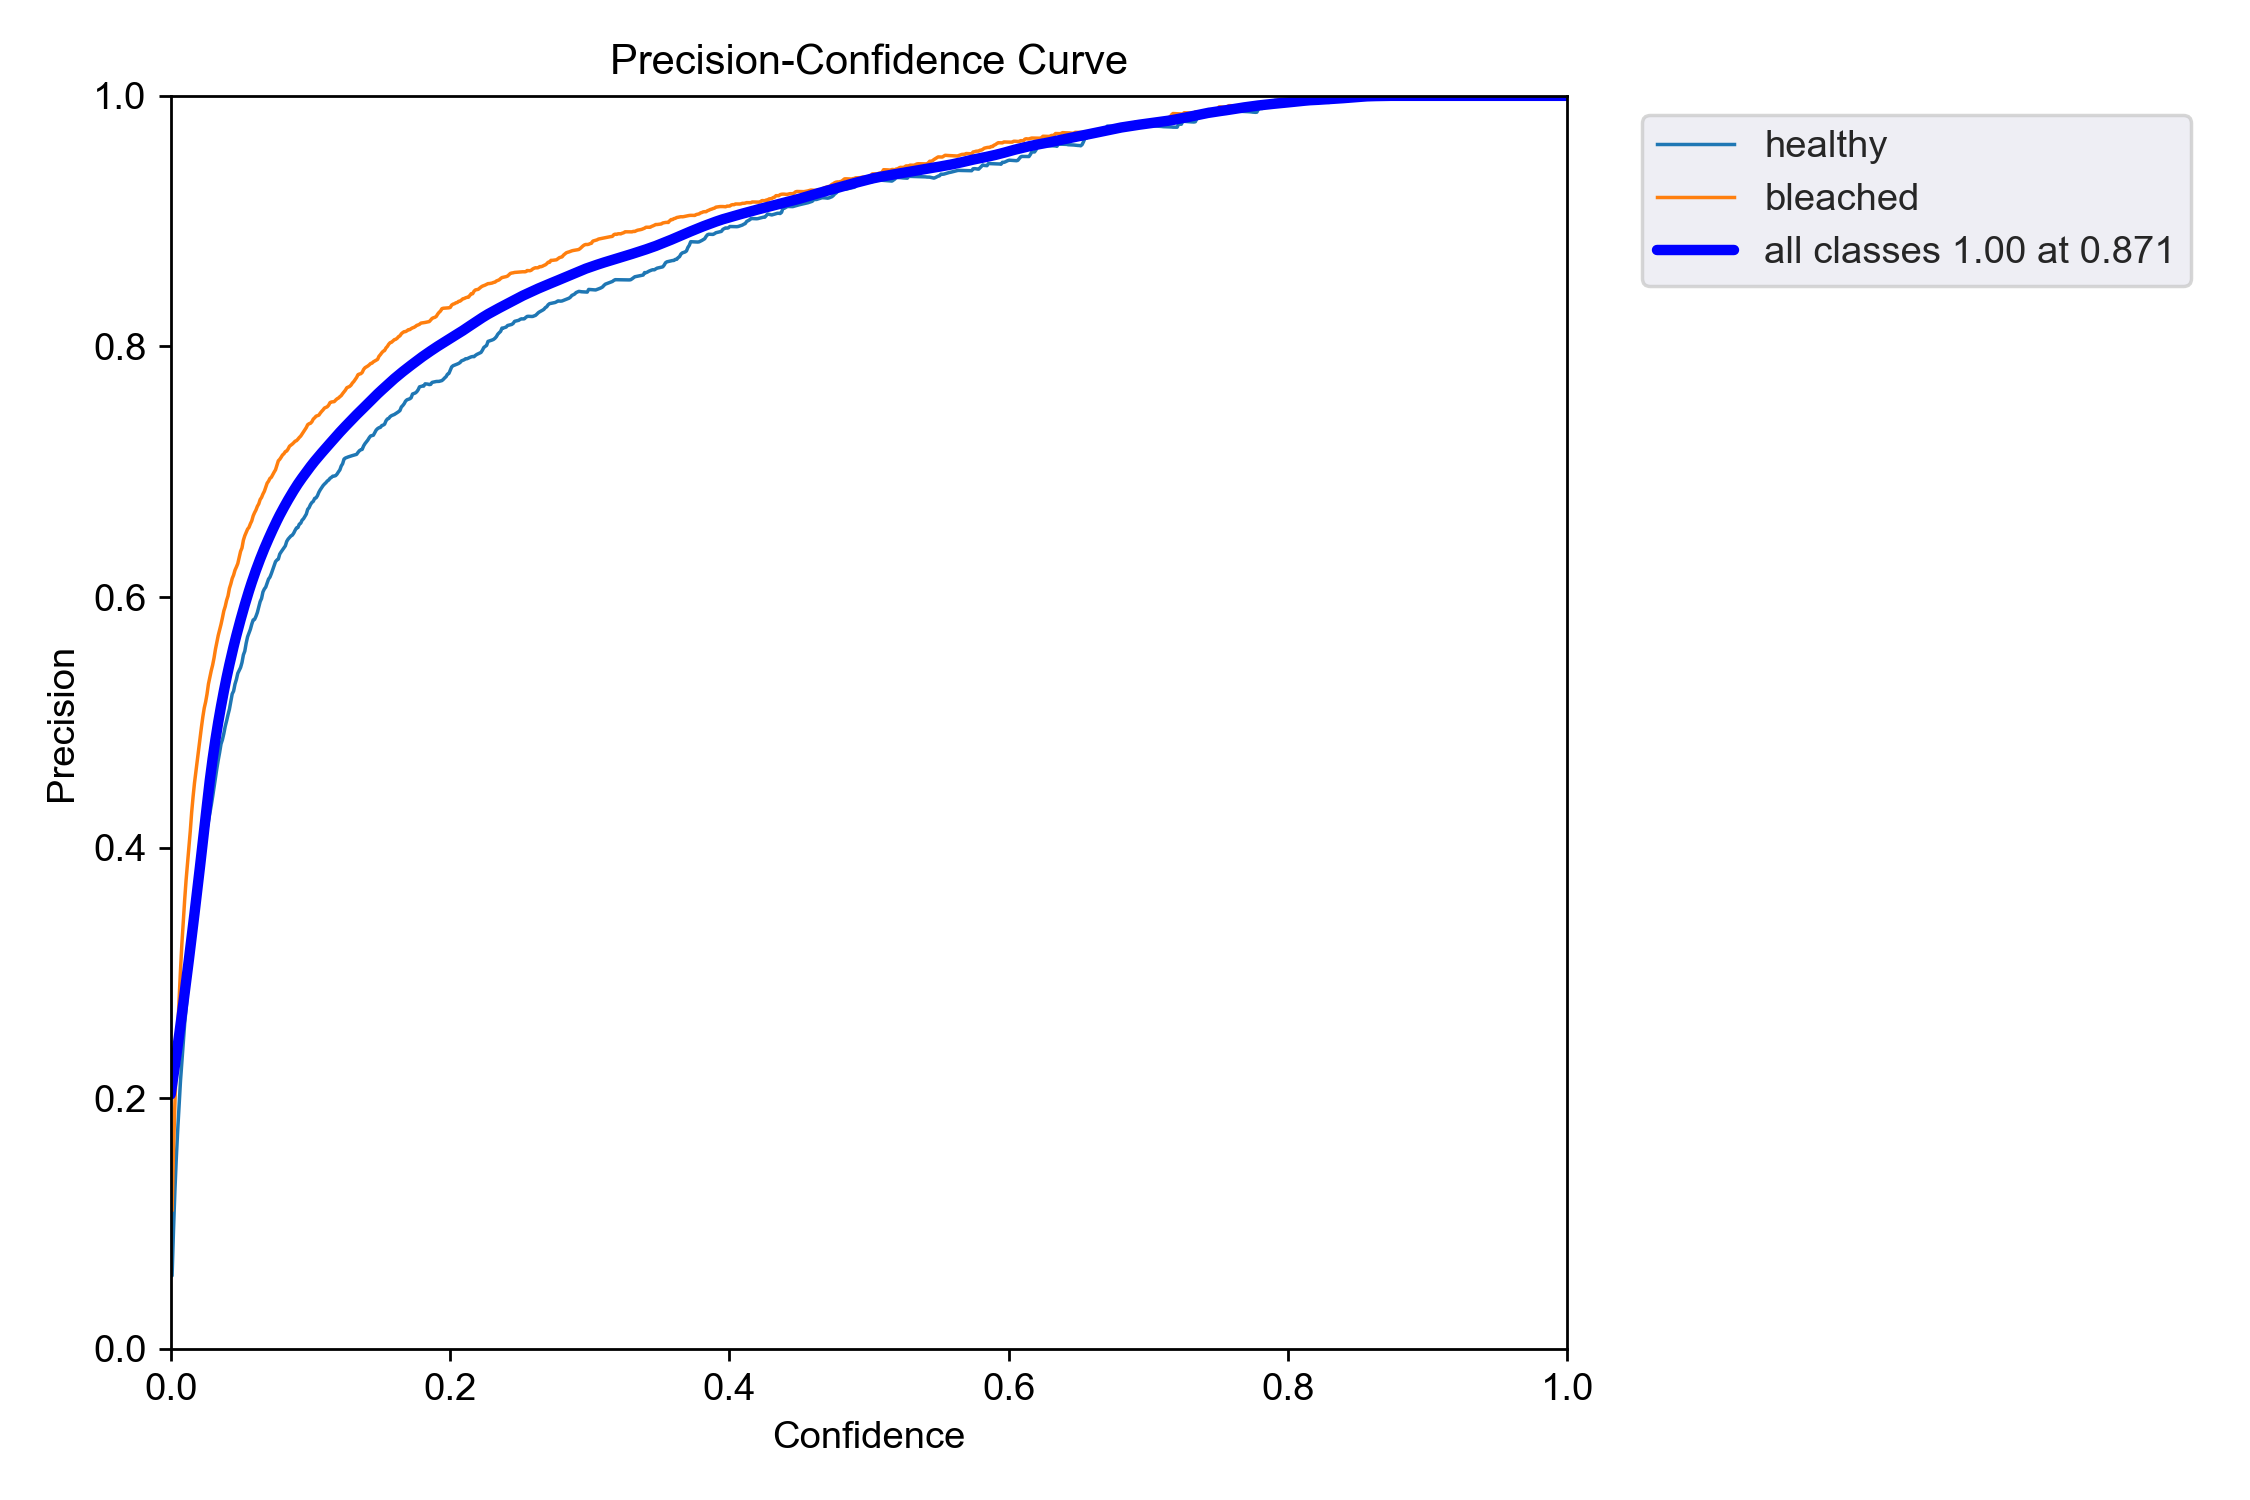 Precision-Confidence Curve
1.0
0.8
0.6
0.4
0.2
0.0
Precision
0.0 0.2 0.4 0.6 0.8 1.0
Confidence
healthy
bleached
all classes 1.00 at 0.871